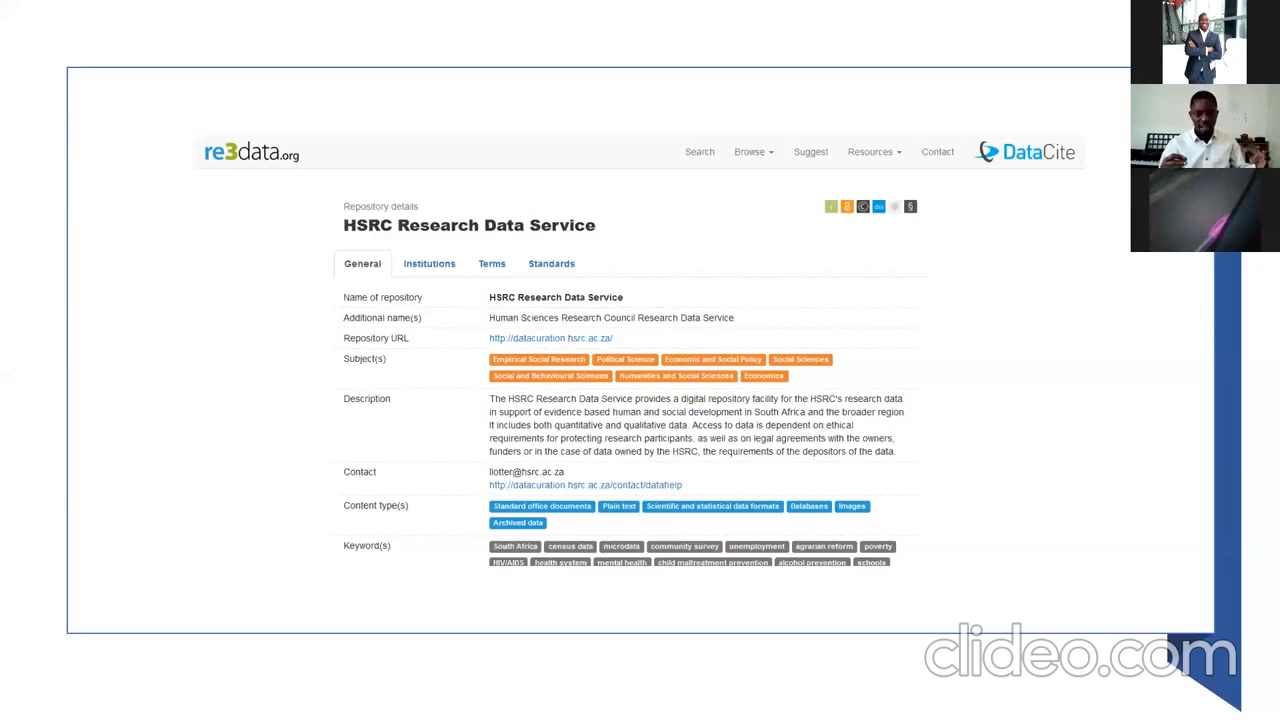 re3data.org
Search Browse Suggest Resources Contact DataCite
Repository details
HSRC Research Data Service
General Institutions Terms Standards
Name of repository HSRC Research Data Service
Additional name(s) Human Sciences Research Council Research Data Service
Repository URL http://datacuration.hsrc.ac.za/
Subject(s) Empirical Social Research Political Science Economic and Social Policy Social Sciences
Social and Behavioural Sciences Humanities and Social Sciences Economics
Description The HSRC Research Data Service provides a digital repository facility for the HSRC's research data
in support of evidence based human and social development in South Africa and the broader region
It includes both quantitative and qualitative data. Access to data is dependent on ethical
requirements for protecting research participants, as well as on legal agreements with the owners,
funders or in the case of data owned by the HSRC, the requirements of the depositors of the data.
Contact llotter@hsrc.ac.za
http://datacuration.hsrc.ac.za/contact/datahelp
Content type(s) Standard office documents Plain text Scientific and statistical data formats Databases Images
Archived data
Keyword(s) South Africa census data microdata community survey unemployment agrarian reform poverty
HIV/AIDS health system mental health child maltreatment prevention alcohol prevention schools
clideo.com